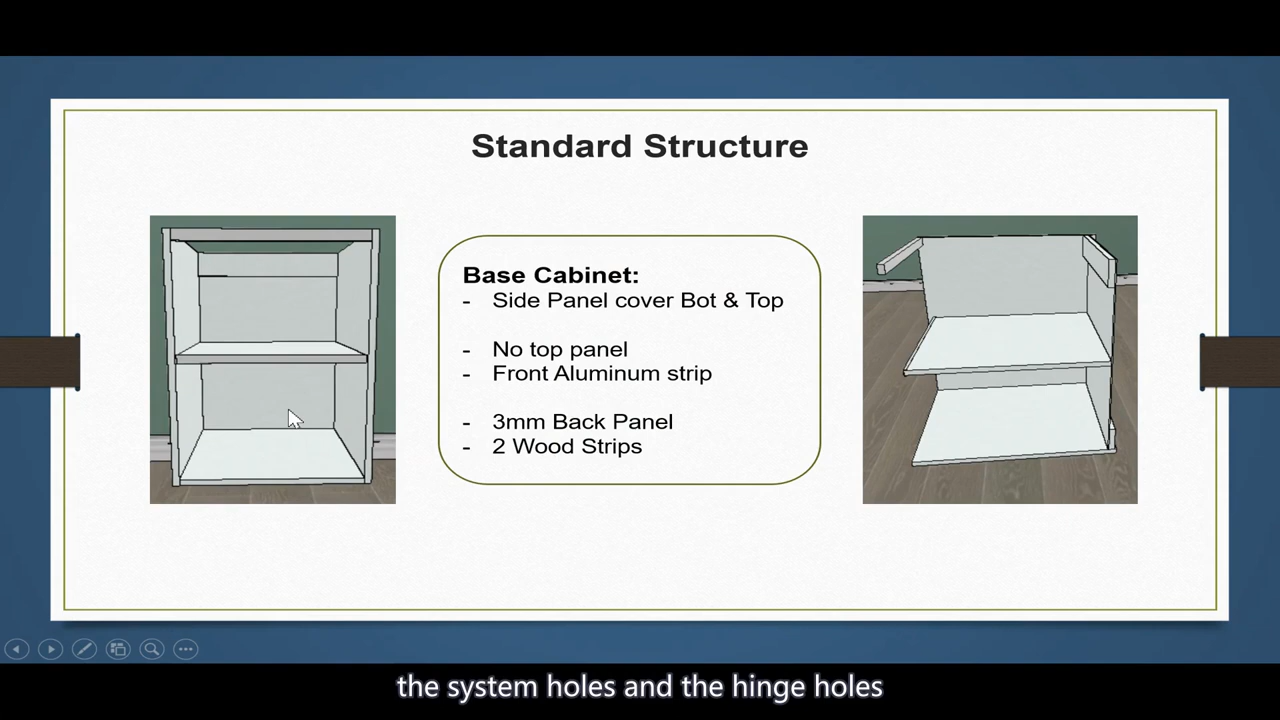 Standard Structure
Base Cabinet:
- Side Panel cover Bot & Top
- No top panel
- Front Aluminum strip
- 3mm Back Panel
- 2 Wood Strips
the system holes and the hinge holes